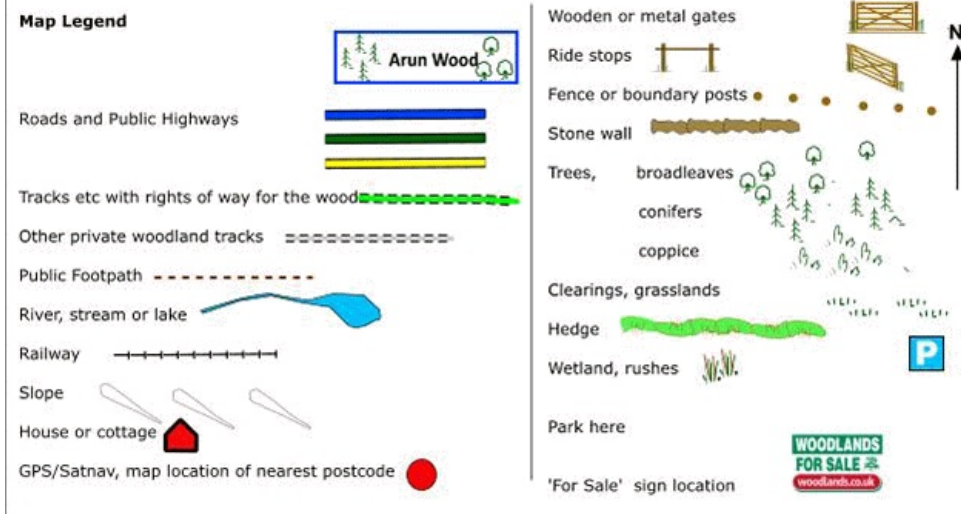 Map Legend
Arun Wood
Roads and Public Highways
Tracks etc with rights of way for the wood
Other private woodland tracks
Public Footpath
River, stream or lake
Railway
Slope
House or cottage
GPS/Satnav, map location of nearest postcode
Wooden or metal gates
N
Ride stops
Fence or boundary posts
Stone wall
Trees, broadleaves
conifers
coppice
Clearings, grasslands
Hedge
P
Wetland, rushes
Park here
WOODLANDS
FOR SALE
woodlands.co.uk
'For Sale' sign location